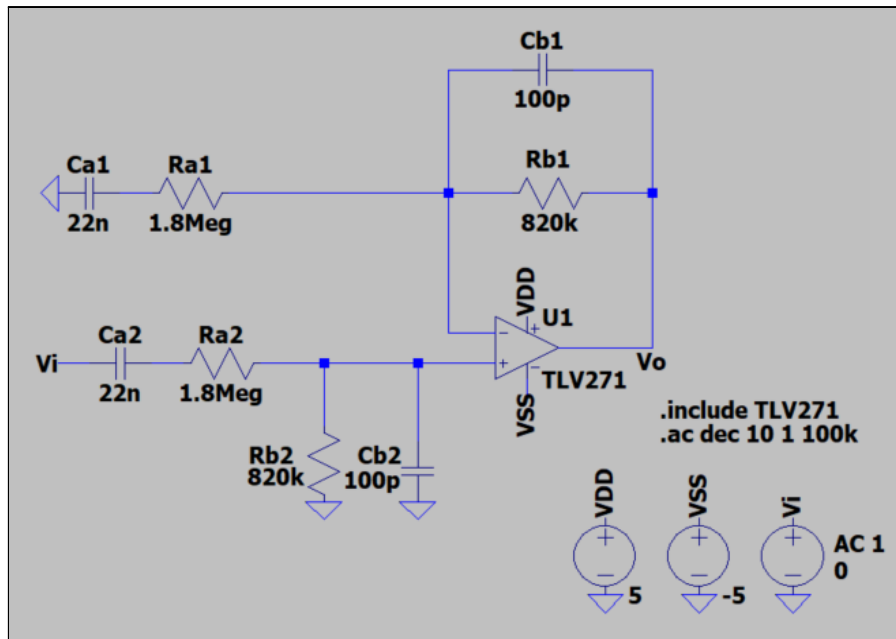 Cb1
100p
Ca1
Ra1
Rb1
22n
1.8Meg
820k
VDD
U1
Ca2
Ra2
Vi
Vo
22n
1.8Meg
TLV271
VSS
.include TLV271
.ac dec 10 1 100k
Rb2
820k
Cb2
100p
VDD
VSS
Vi
5
-5
AC 1
0